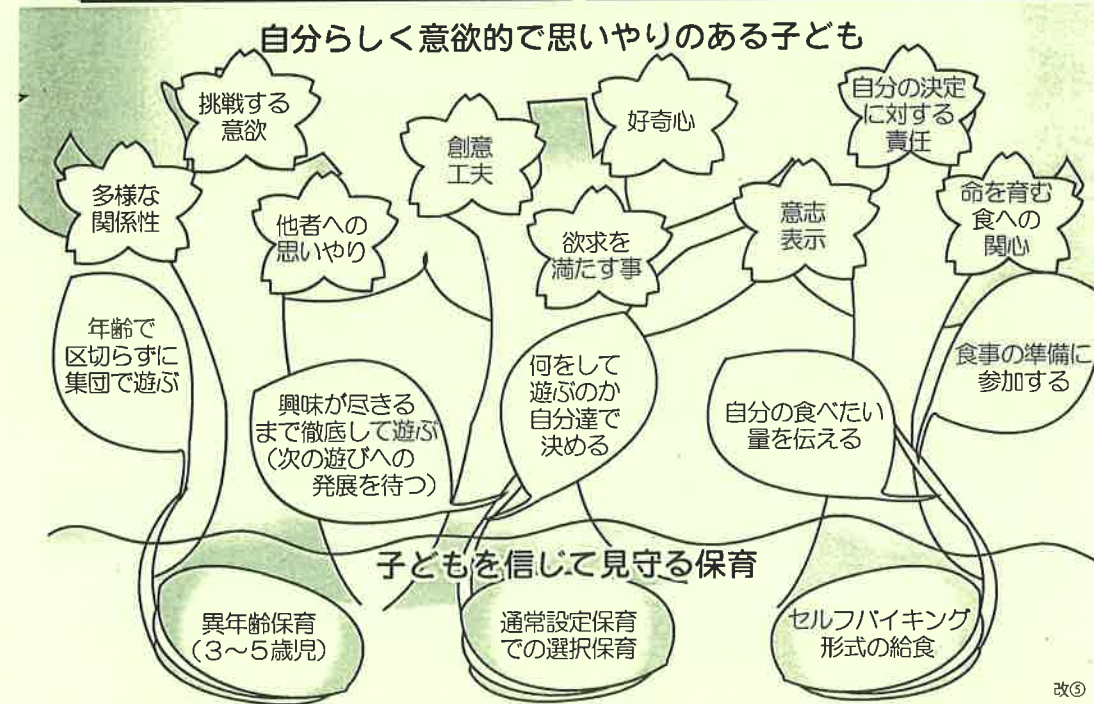 自分らしく意欲的で思いやりのある子ども
挑戦する
意欲
創意
工夫
好奇心
自分の決定
に対する
責任
多様な
関係性
他者への
思いやり
欲求を
満たす事
意志
表示
命を育む
食への
関心
年齢で
区切らずに
集団で遊ぶ
興味が尽きる
まで徹底して遊ぶ
（次の遊びへの
発展を待つ）
何をして
遊ぶのか
自分達で
決める
自分の食べたい
量を伝える
食事の準備に
参加する
子どもを信じて見守る保育
異年齢保育
（3～5歳児）
通常設定保育
での選択保育
セルフバイキング
形式の給食
改⑤